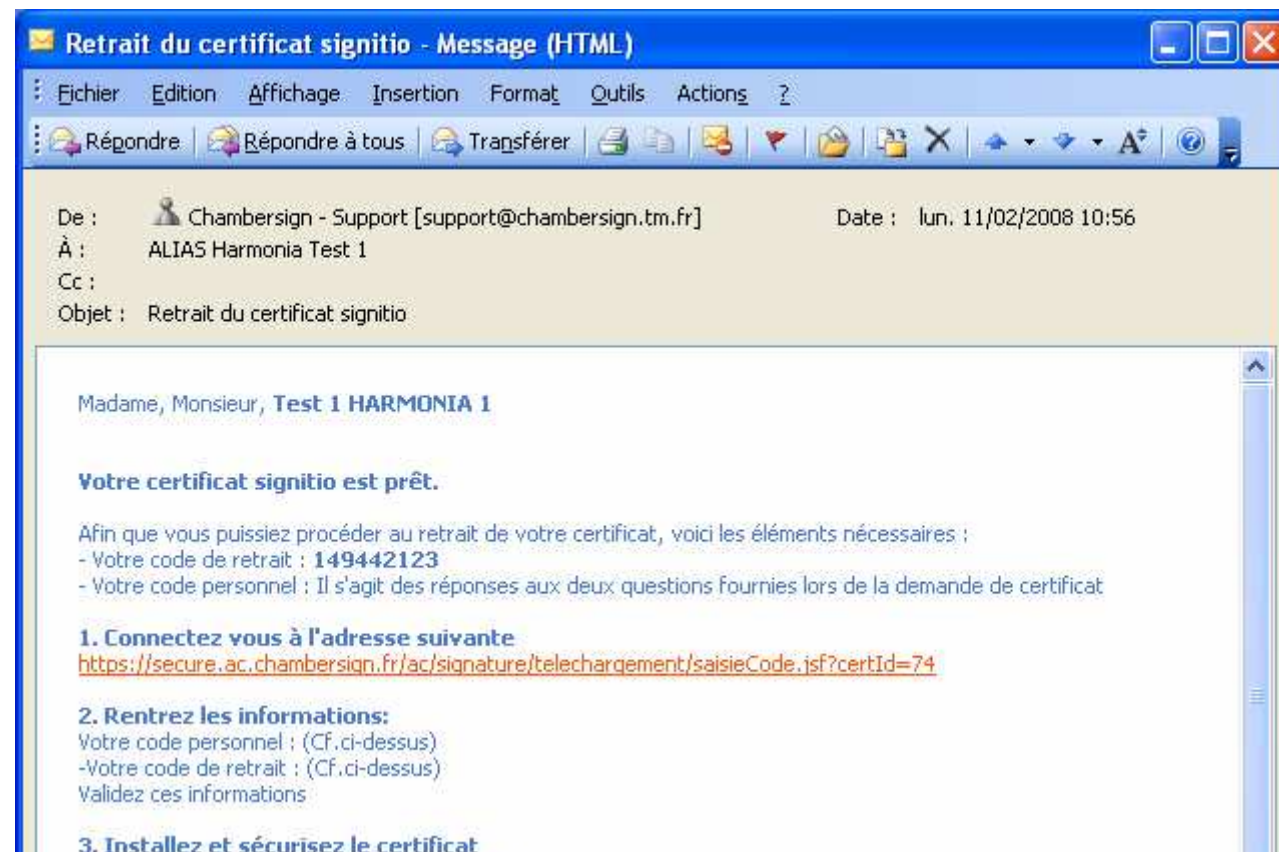 Retrait du certificat signitio - Message (HTML)
Fichier Edition Affichage Insertion Format Outils Actions ?
Répondre Répondre à tous Transférer
De : Chambersign - Support [support@chambersign.tm.fr] Date : lun. 11/02/2008 10:56
À : ALIAS Harmonia Test 1
Cc :
Objet : Retrait du certificat signitio
Madame, Monsieur, Test 1 HARMONIA 1
Votre certificat signitio est prêt.
Afin que vous puissiez procéder au retrait de votre certificat, voici les éléments nécessaires :
- Votre code de retrait : 149442123
- Votre code personnel : Il s'agit des réponses aux deux questions fournies lors de la demande de certificat
1. Connectez vous à l'adresse suivante
https://secure.ac.chambersign.fr/ac/signature/telechargement/saisieCode.jsf?certId=74
2. Rentrez les informations:
Votre code personnel : (Cf.ci-dessus)
-Votre code de retrait : (Cf.ci-dessus)
Validez ces informations
3. Installez et sécurisez le certificat